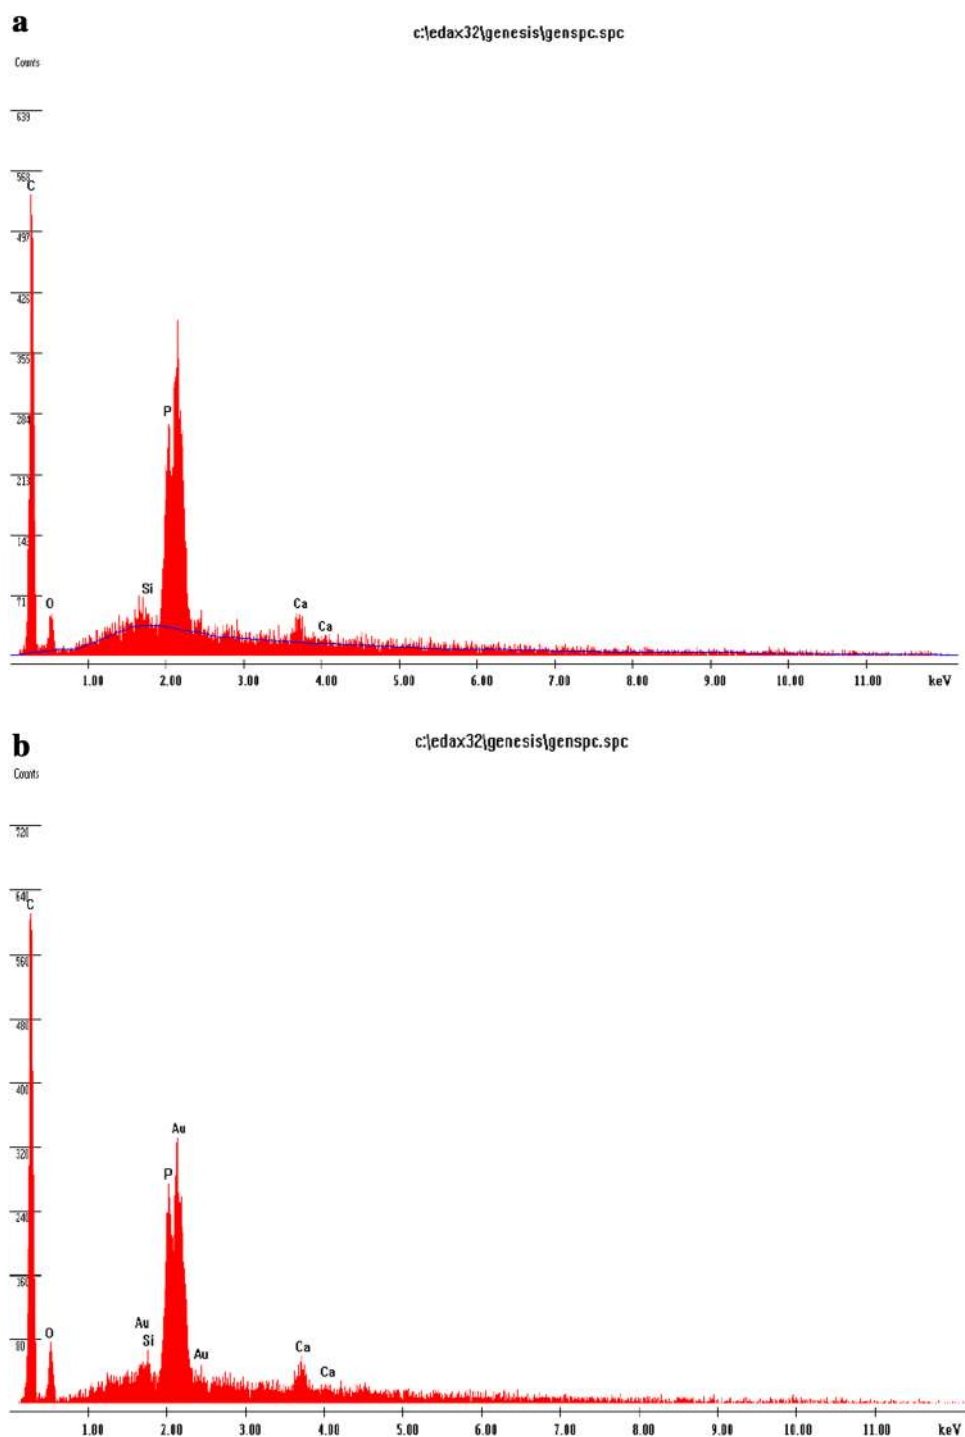 a
c:\edax32\genesis\genspc.spc
Counts
639
568
C
497
426
355
284
P
213
142
71
Si
O
Ca
Ca
1.00 2.00 3.00 4.00 5.00 6.00 7.00 8.00 9.00 10.00 11.00 keV
b
c:\edax32\genesis\genspc.spc
Counts
720
640
C
560
480
400
320
Au
P
240
160
80
Au
O
Si
Au
Ca
Ca
1.00 2.00 3.00 4.00 5.00 6.00 7.00 8.00 9.00 10.00 11.00 keV